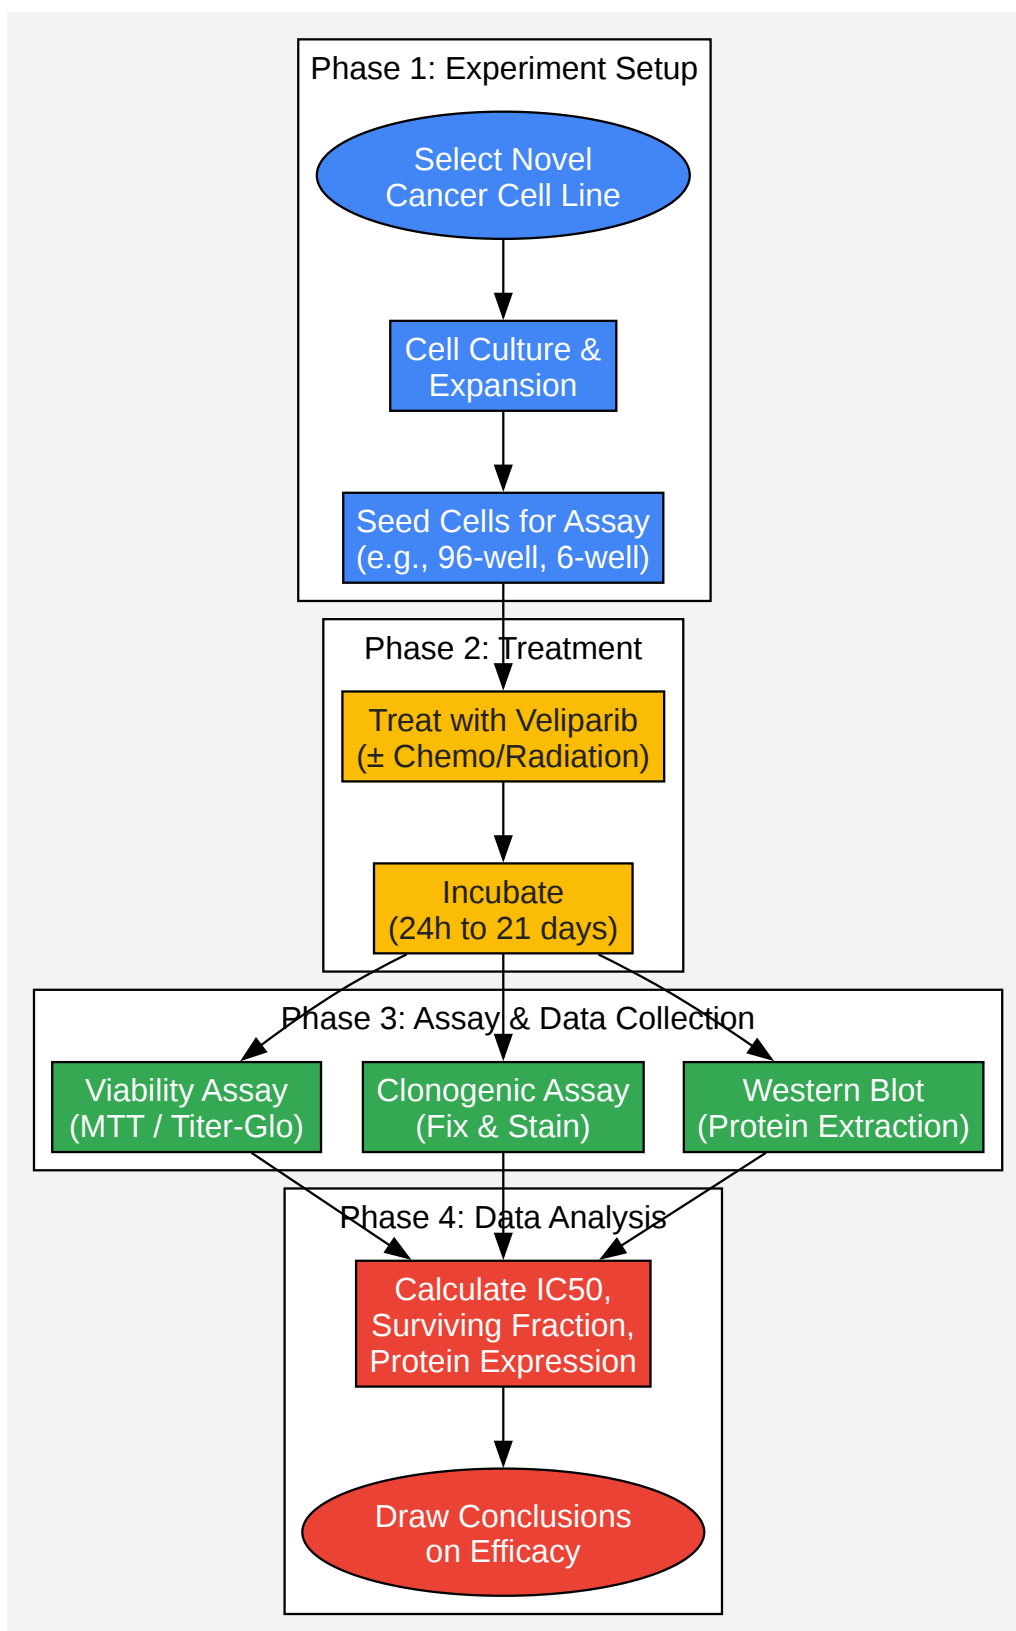 Phase 1: Experiment Setup
Select Novel
Cancer Cell Line
Cell Culture &
Expansion
Seed Cells for Assay
(e.g., 96-well, 6-well)
Phase 2: Treatment
Treat with Veliparib
(± Chemo/Radiation)
Incubate
(24h to 21 days)
Phase 3: Assay & Data Collection
Viability Assay
(MTT / Titer-Glo)
Clonogenic Assay
(Fix & Stain)
Western Blot
(Protein Extraction)
Phase 4: Data Analysis
Calculate IC50,
Surviving Fraction,
Protein Expression
Draw Conclusions
on Efficacy